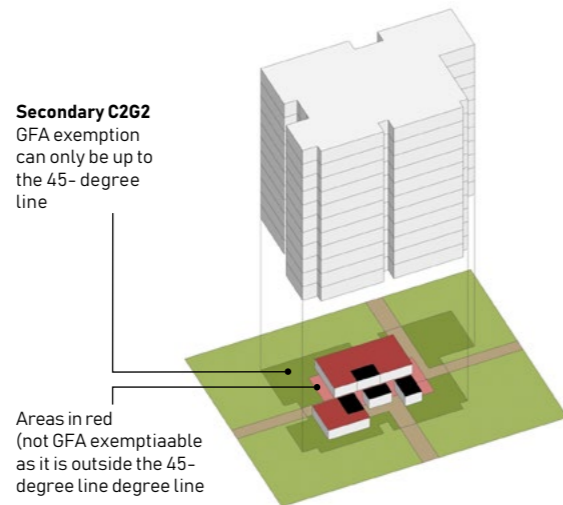 Secondary C2G2
GFA exemption
can only be up to
the 45- degree
line
Areas in red
(not GFA exemptiaable
as it is outside the 45-
degree line degree line